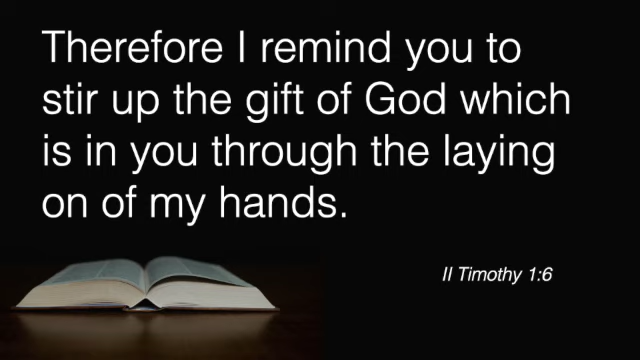 Therefore I remind you to
stir up the gift of God which
is in you through the laying
on of my hands.
II Timothy 1:6